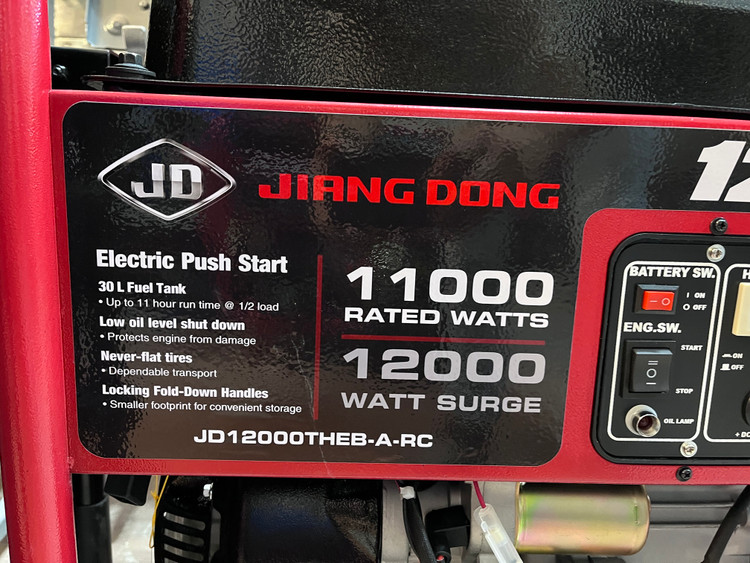 JD
JIANG DONG
12
Electric Push Start
30 L Fuel Tank
• Up to 11 hour run time @ 1/2 load
Low oil level shut down
• Protects engine from damage
Never-flat tires
• Dependable transport
Locking Fold-Down Handles
• Smaller footprint for convenient storage
11000
RATED WATTS
12000
WATT SURGE
JD12000THEB-A-RC
BATTERY SW.
I ON
O OFF
ENG.SW.
START
STOP
OIL LAMP
H
ON
OFF